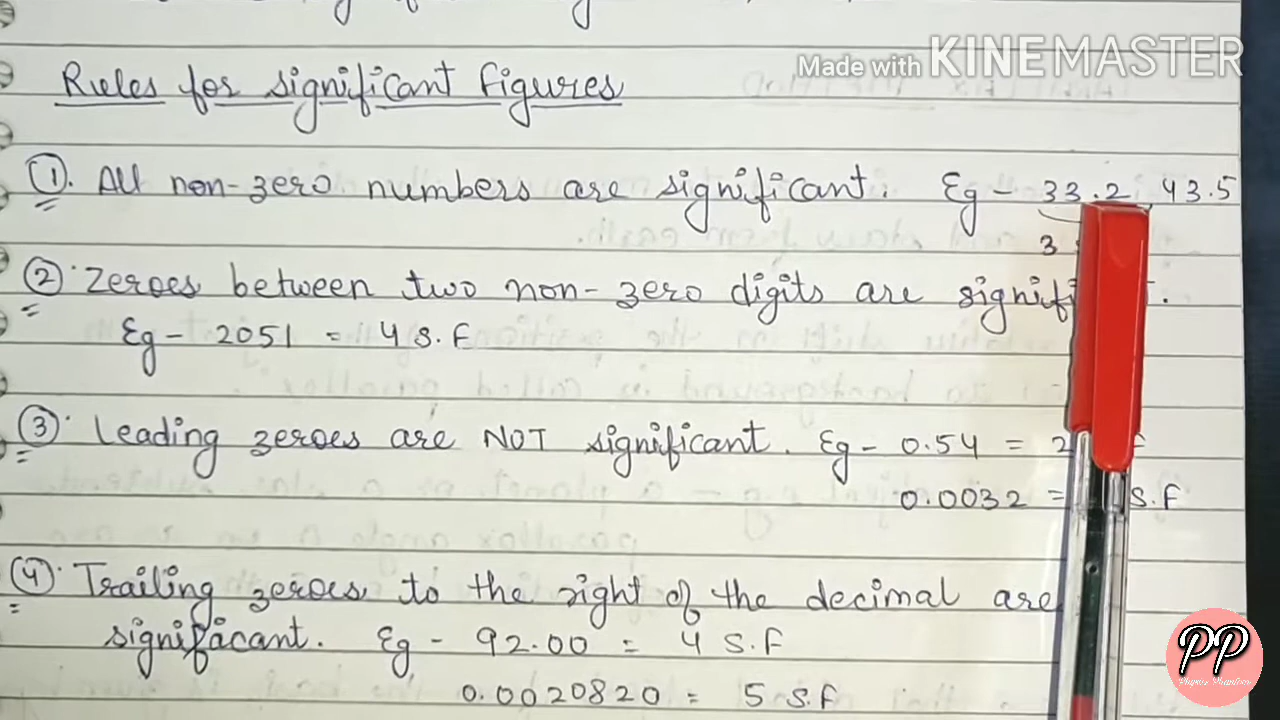 Made with KINEMASTER
Rules for significant figures
①. All non-zero numbers are significant. Eg - 33.2, 43.5
3
② Zeroes between two non-zero digits are
Eg - 2051 = 4 S.F
③ Leading zeroes are NOT significant. Eg - 0.54 = 2
0.0032 = S.F
④ Trailing zeroes to the right of the decimal are
significant. Eg - 92.00 = 4 S.F
0.0020820 = 5 S.F
PP